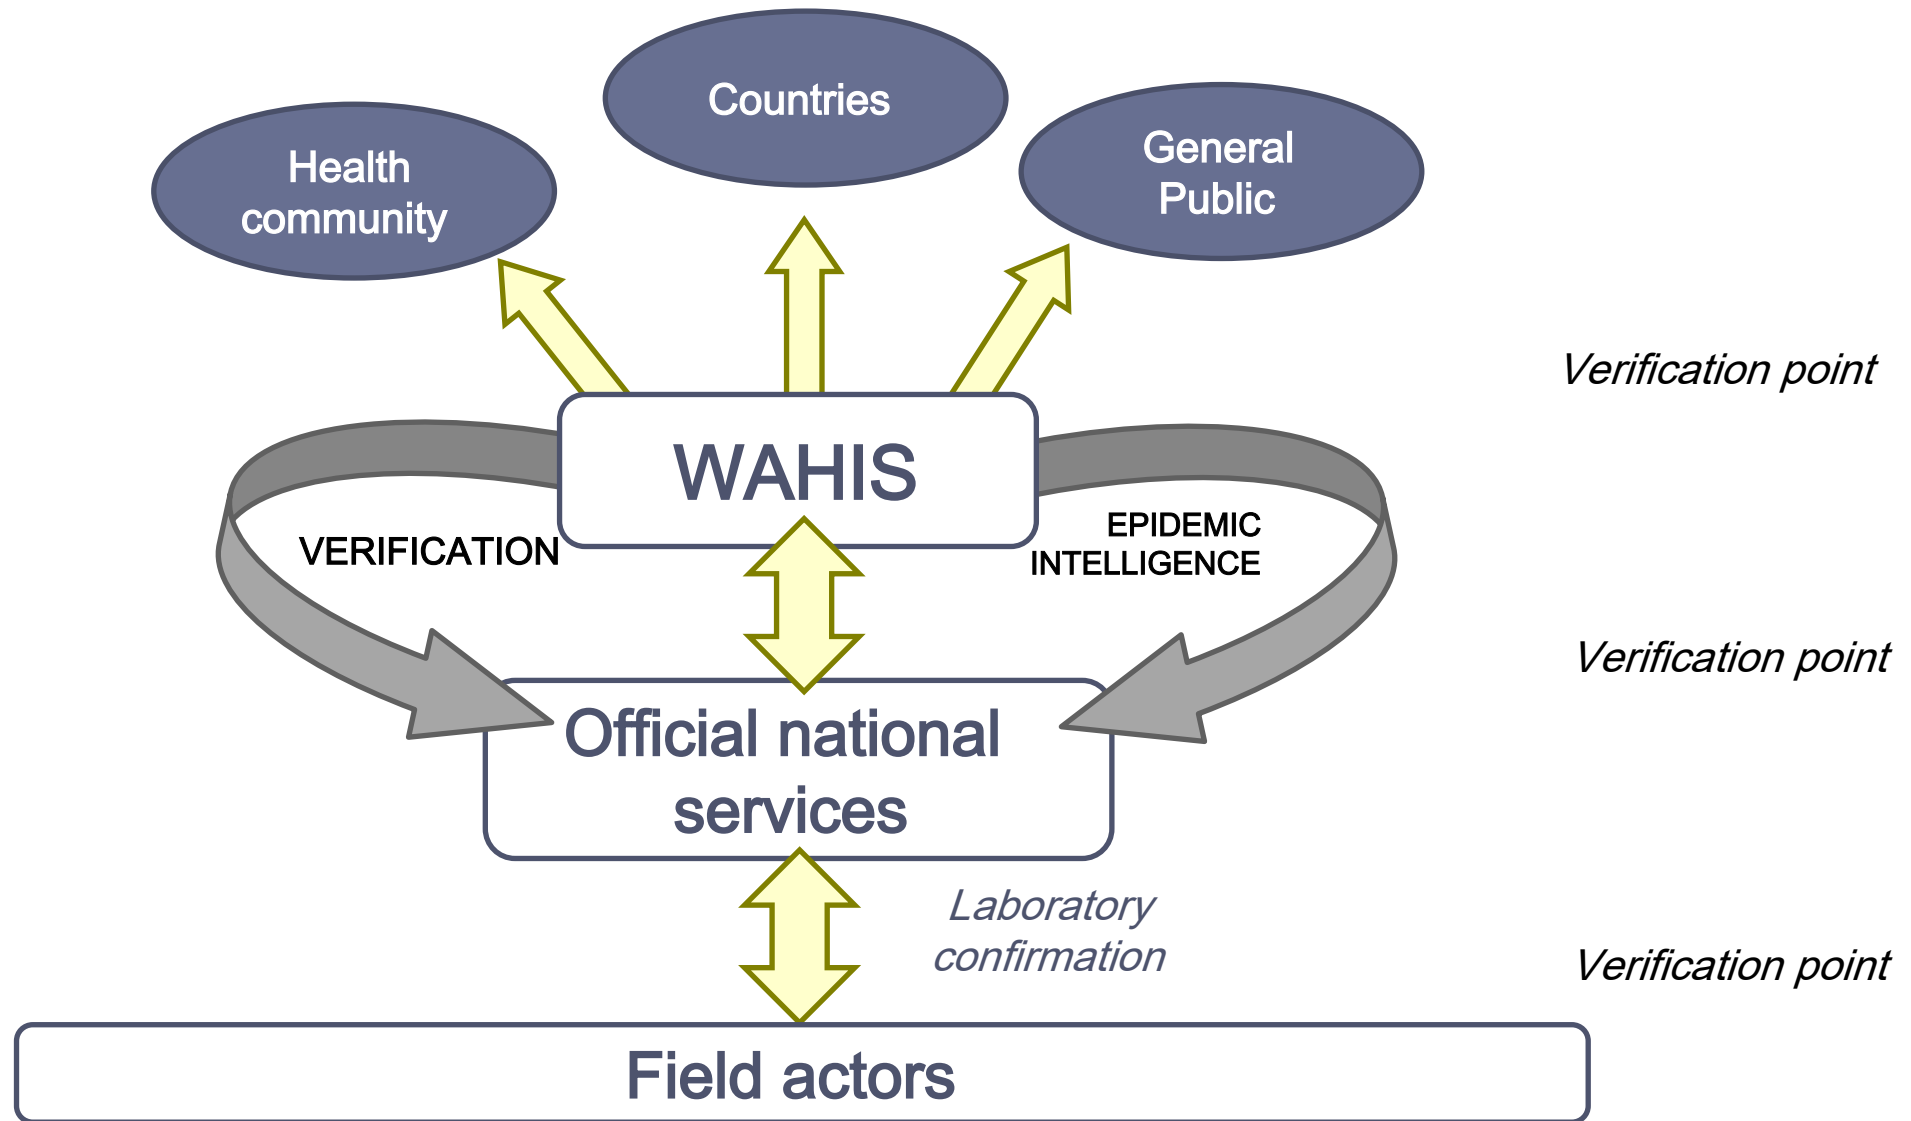 Countries
General
Public
Health
community
Verification point
WAHIS
VERIFICATION
EPIDEMIC
INTELLIGENCE
Verification point
Official national
services
Laboratory
confirmation
Verification point
Field actors